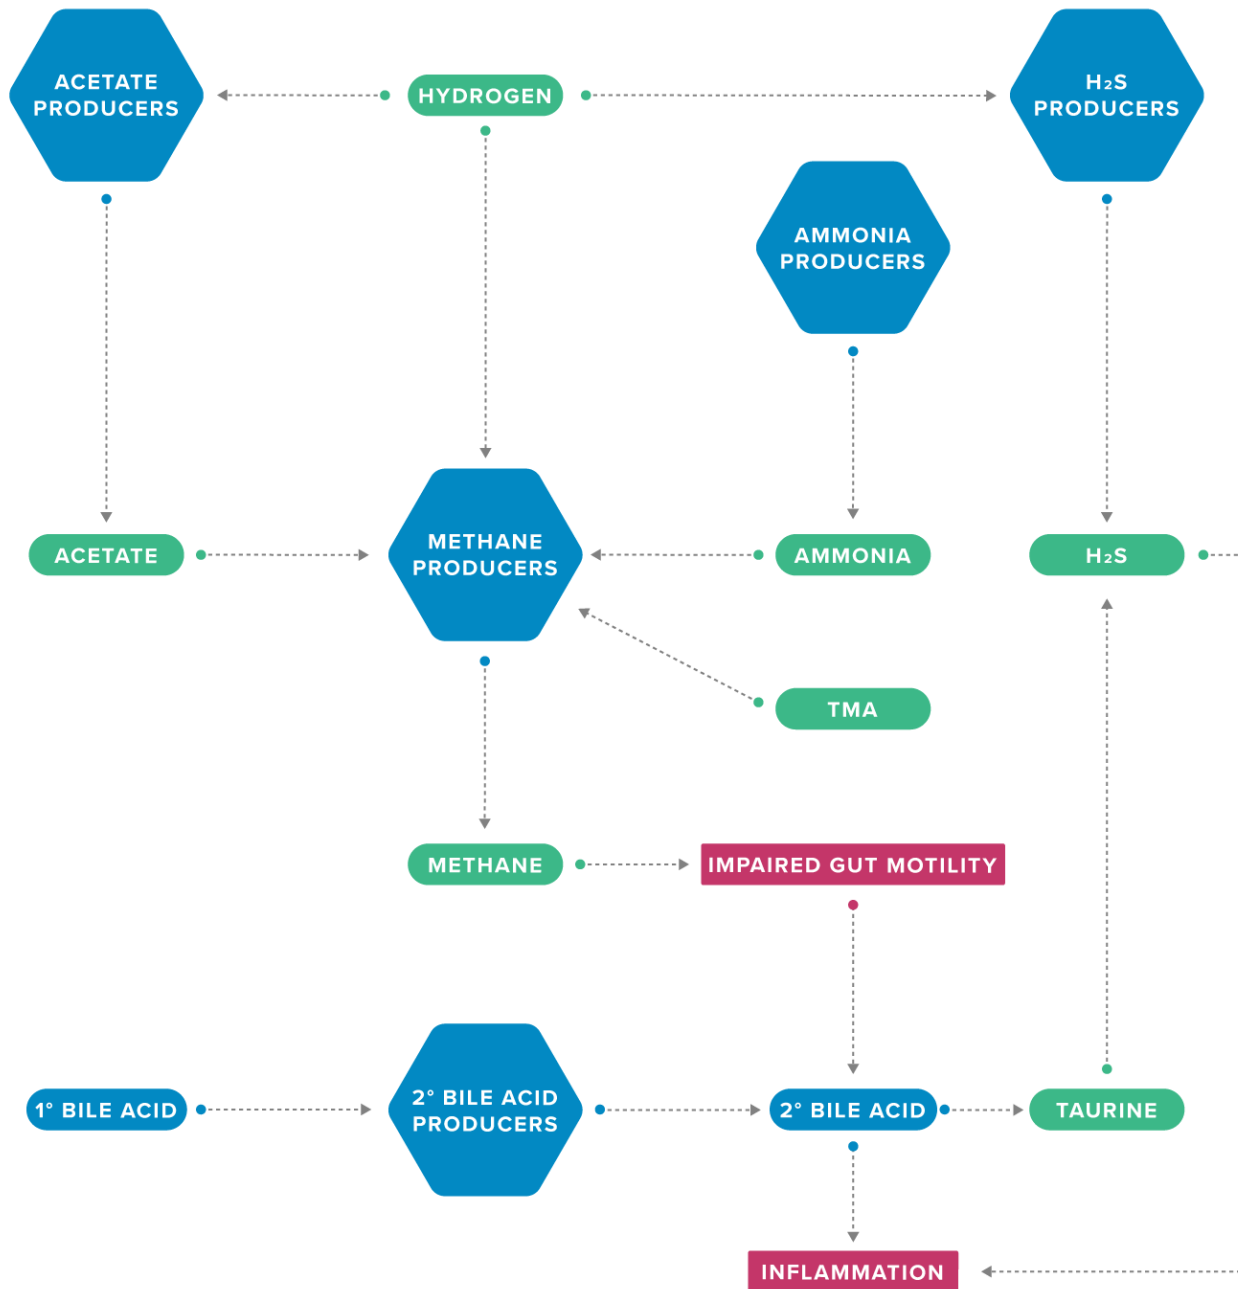 ACETATE
PRODUCERS
HYDROGEN
H₂S
PRODUCERS
AMMONIA
PRODUCERS
ACETATE
METHANE
PRODUCERS
AMMONIA
H₂S
TMA
METHANE
IMPAIRED GUT MOTILITY
1° BILE ACID
2° BILE ACID
PRODUCERS
2° BILE ACID
TAURINE
INFLAMMATION